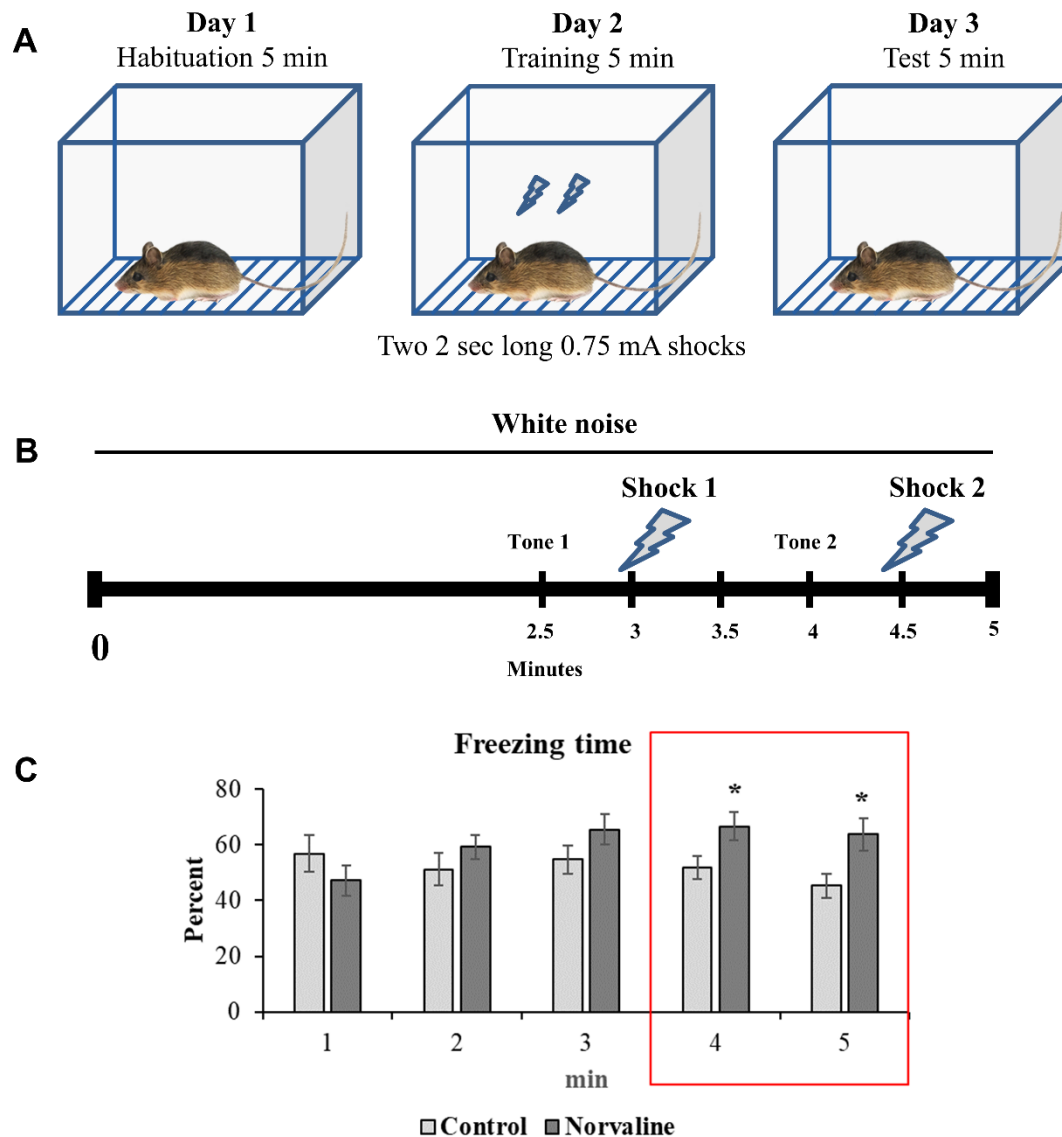 A
Day 1
Habituation 5 min
Day 2
Training 5 min
Day 3
Test 5 min
Two 2 sec long 0.75 mA shocks
B
White noise
Shock 1
Shock 2
Tone 1
Tone 2
0
2.5
3
3.5
4
4.5
5
Minutes
C
Freezing time
Percent
80
60
40
20
0
*
*
1
2
3
4
5
min
Control
Norvaline